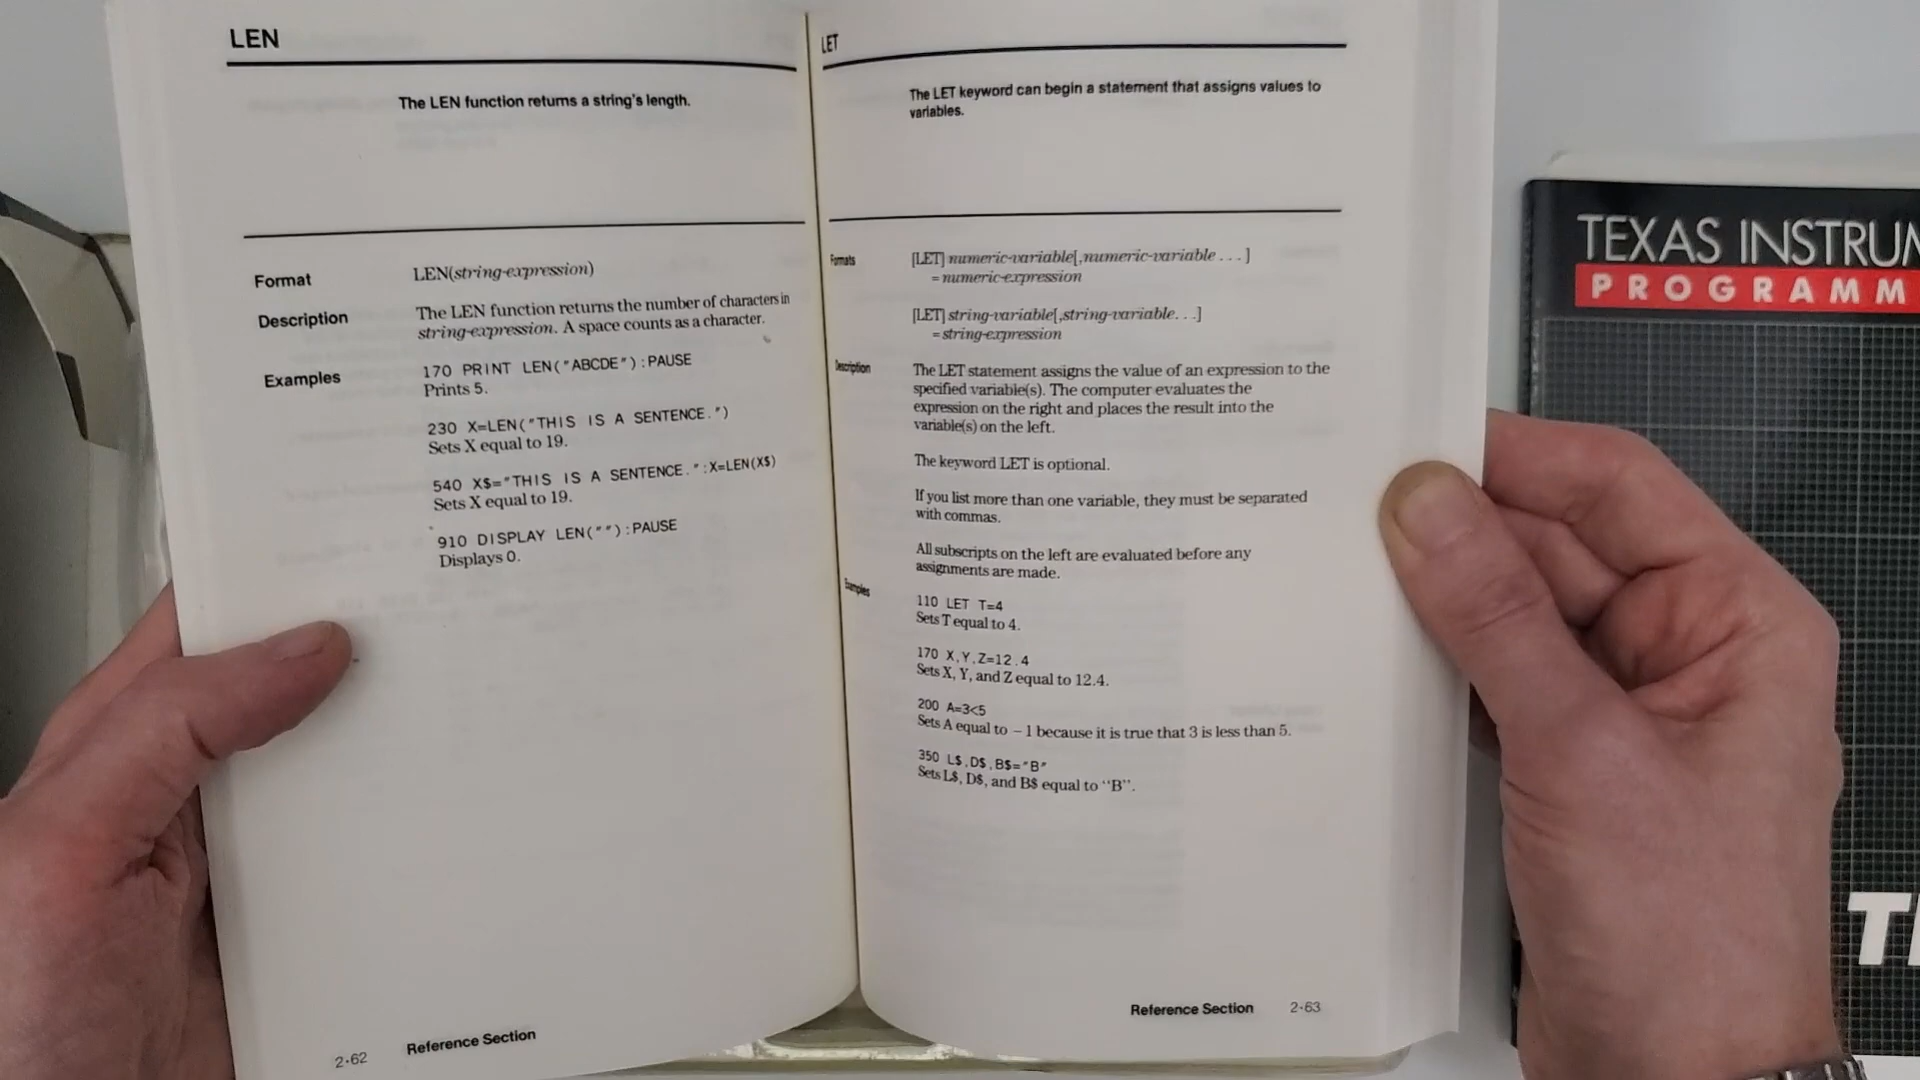 LEN
The LEN function returns a string's length.
Format
LEN(string-expression)
Description
The LEN function returns the number of characters in
string-expression. A space counts as a character.
Examples
170 PRINT LEN("ABCDE"):PAUSE
Prints 5.
230 X=LEN("THIS IS A SENTENCE.")
Sets X equal to 19.
540 X$="THIS IS A SENTENCE.":X=LEN(X$)
Sets X equal to 19.
910 DISPLAY LEN(""):PAUSE
Displays 0.
2-62 Reference Section
LET
The LET keyword can begin a statement that assigns values to
variables.
Formats
[LET] numeric-variable[,numeric-variable . . . ]
= numeric-expression
[LET] string-variable[,string-variable. . .]
= string-expression
Description
The LET statement assigns the value of an expression to the
specified variable(s). The computer evaluates the
expression on the right and places the result into the
variable(s) on the left.
The keyword LET is optional.
If you list more than one variable, they must be separated
with commas.
All subscripts on the left are evaluated before any
assignments are made.
Examples
110 LET T=4
Sets T equal to 4.
170 X,Y,Z=12.4
Sets X, Y, and Z equal to 12.4.
200 A=3<5
Sets A equal to – 1 because it is true that 3 is less than 5.
350 L$,D$,B$="B"
Sets L$, D$, and B$ equal to "B".
Reference Section 2-63
TEXAS INSTRUM
PROGRAMM
TI